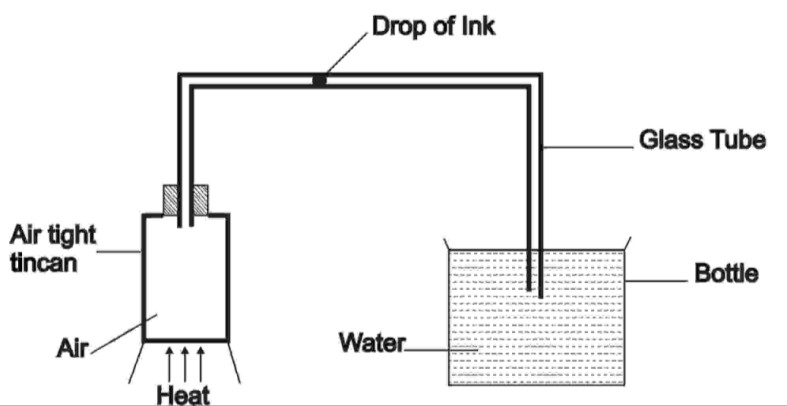 Drop of Ink
Glass Tube
Air tight
tincan
Bottle
Air
Water
Heat